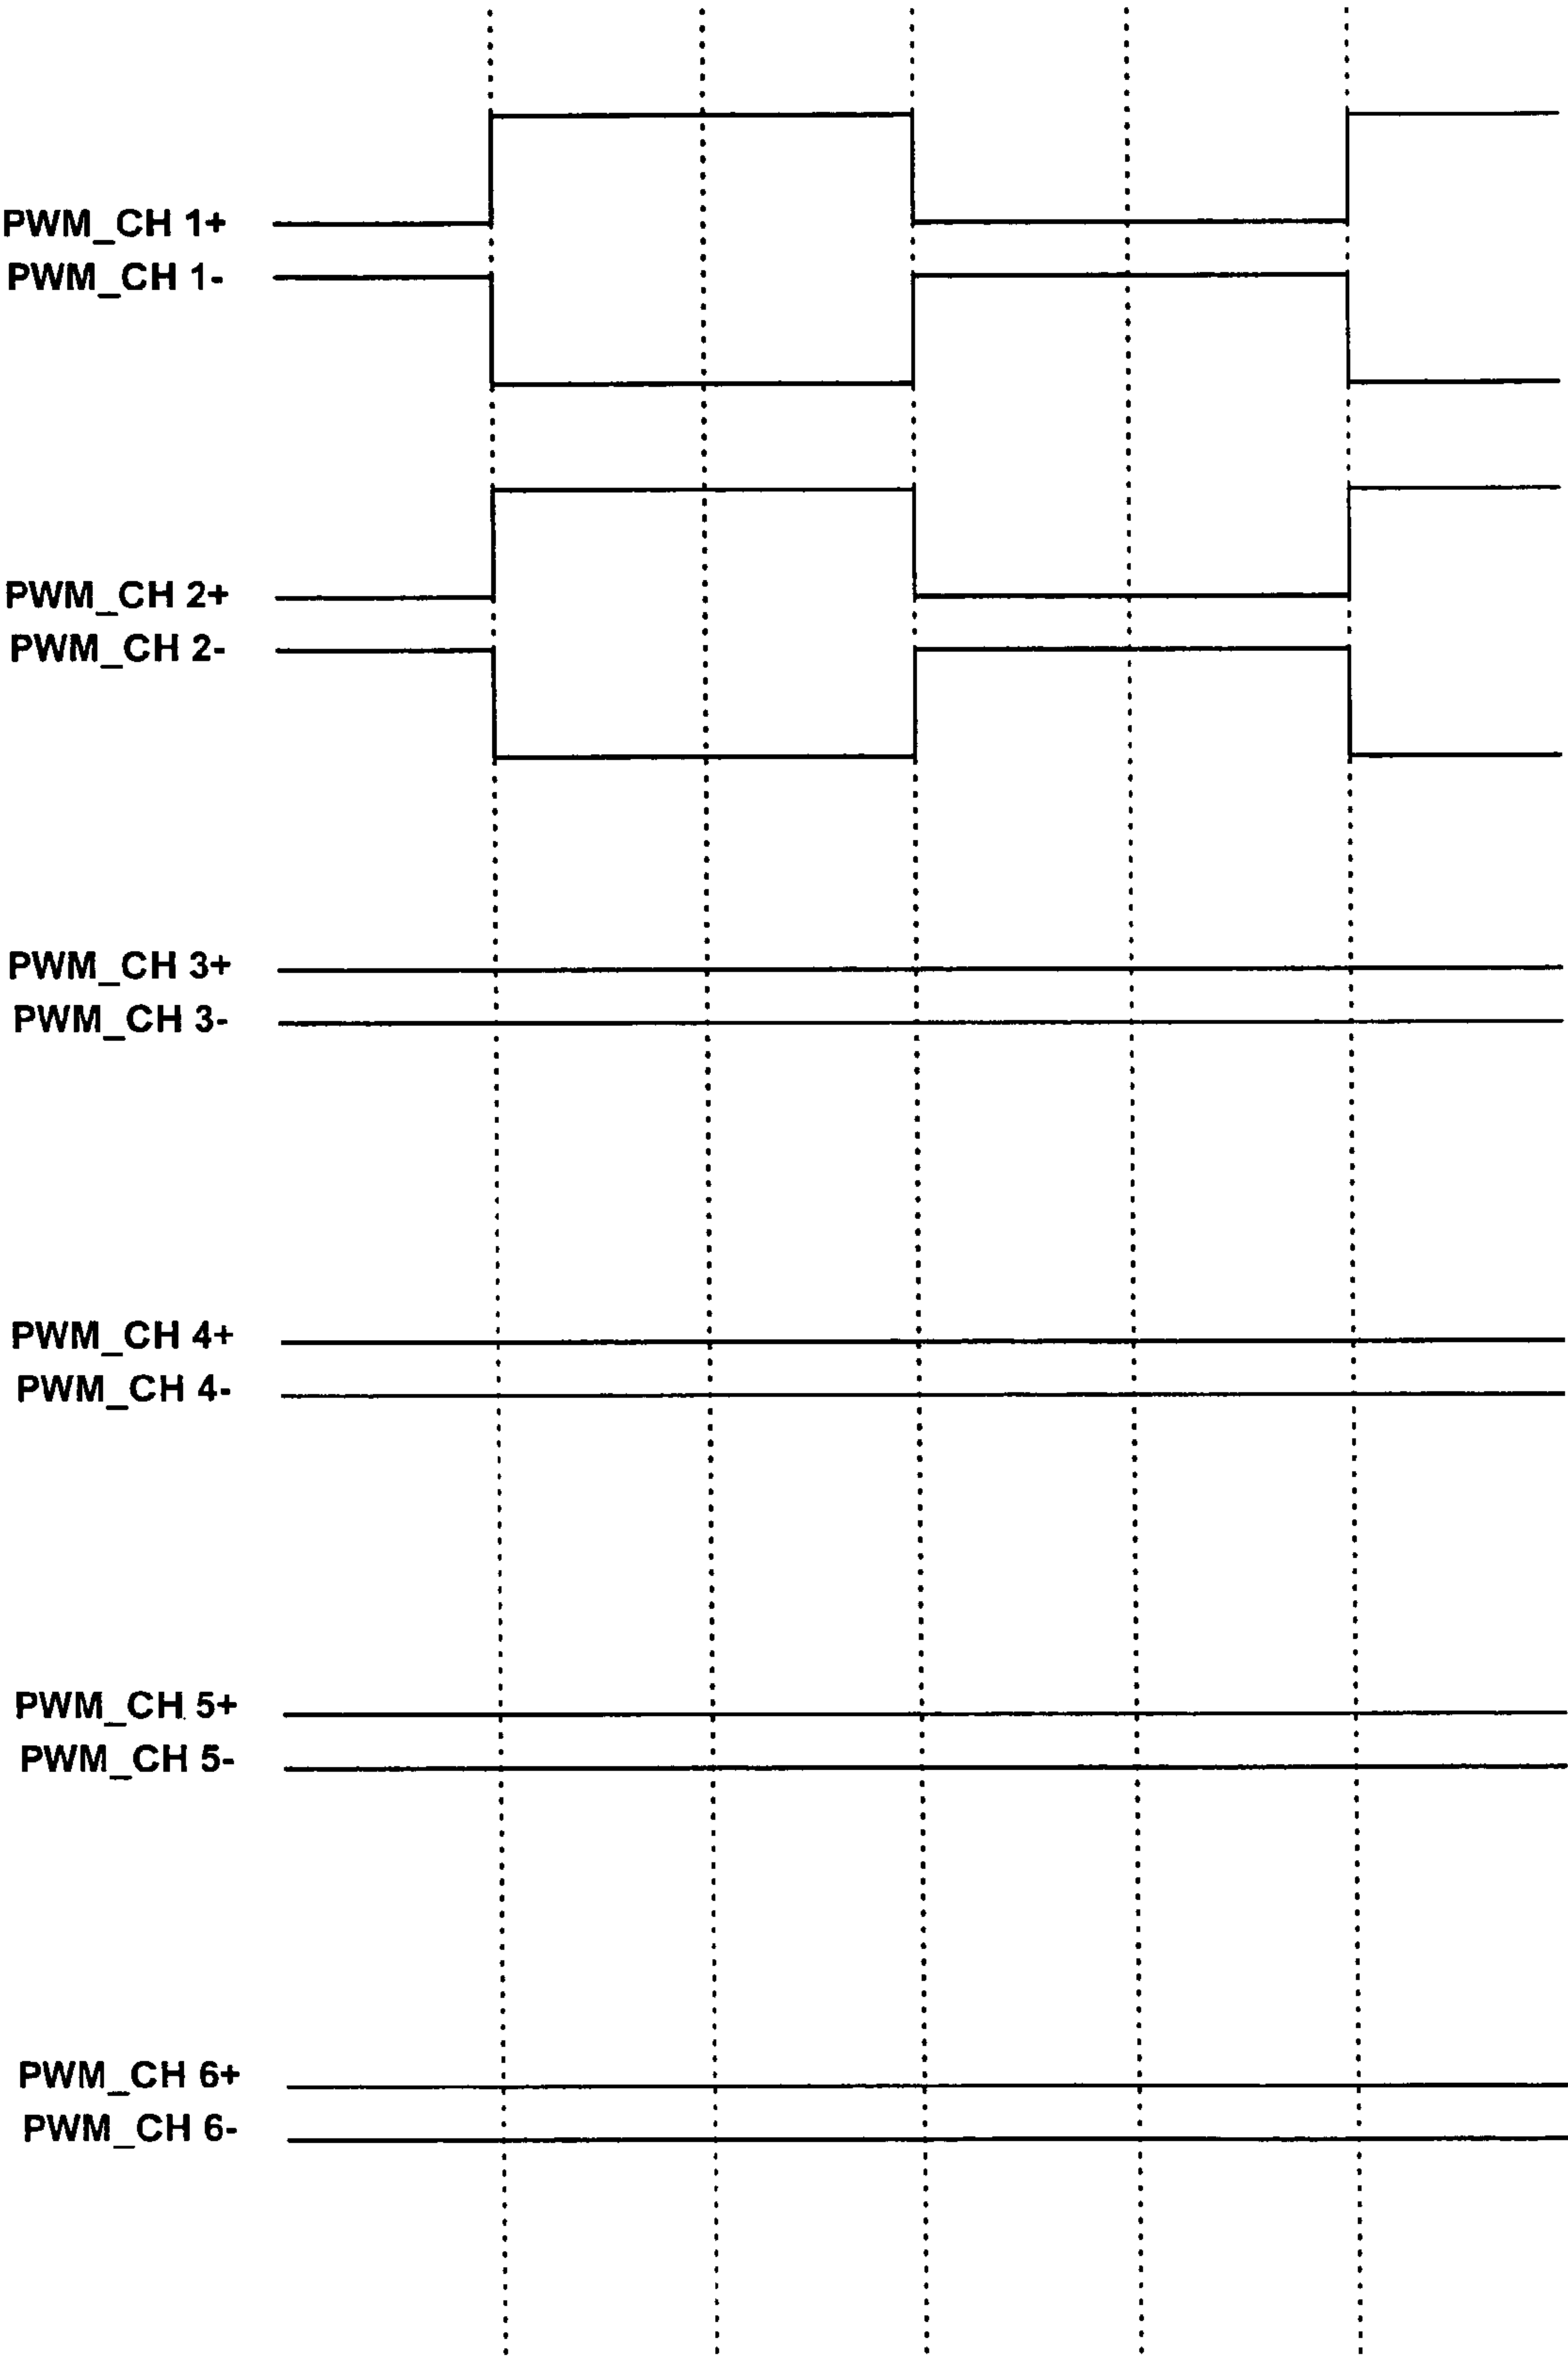 PWM_CH 1+
PWM_CH 1-
PWM_CH 2+
PWM_CH 2-
PWM_CH 3+
PWM_CH 3-
PWM_CH 4+
PWM_CH 4-
PWM_CH 5+
PWM_CH 5-
PWM_CH 6+
PWM_CH 6-